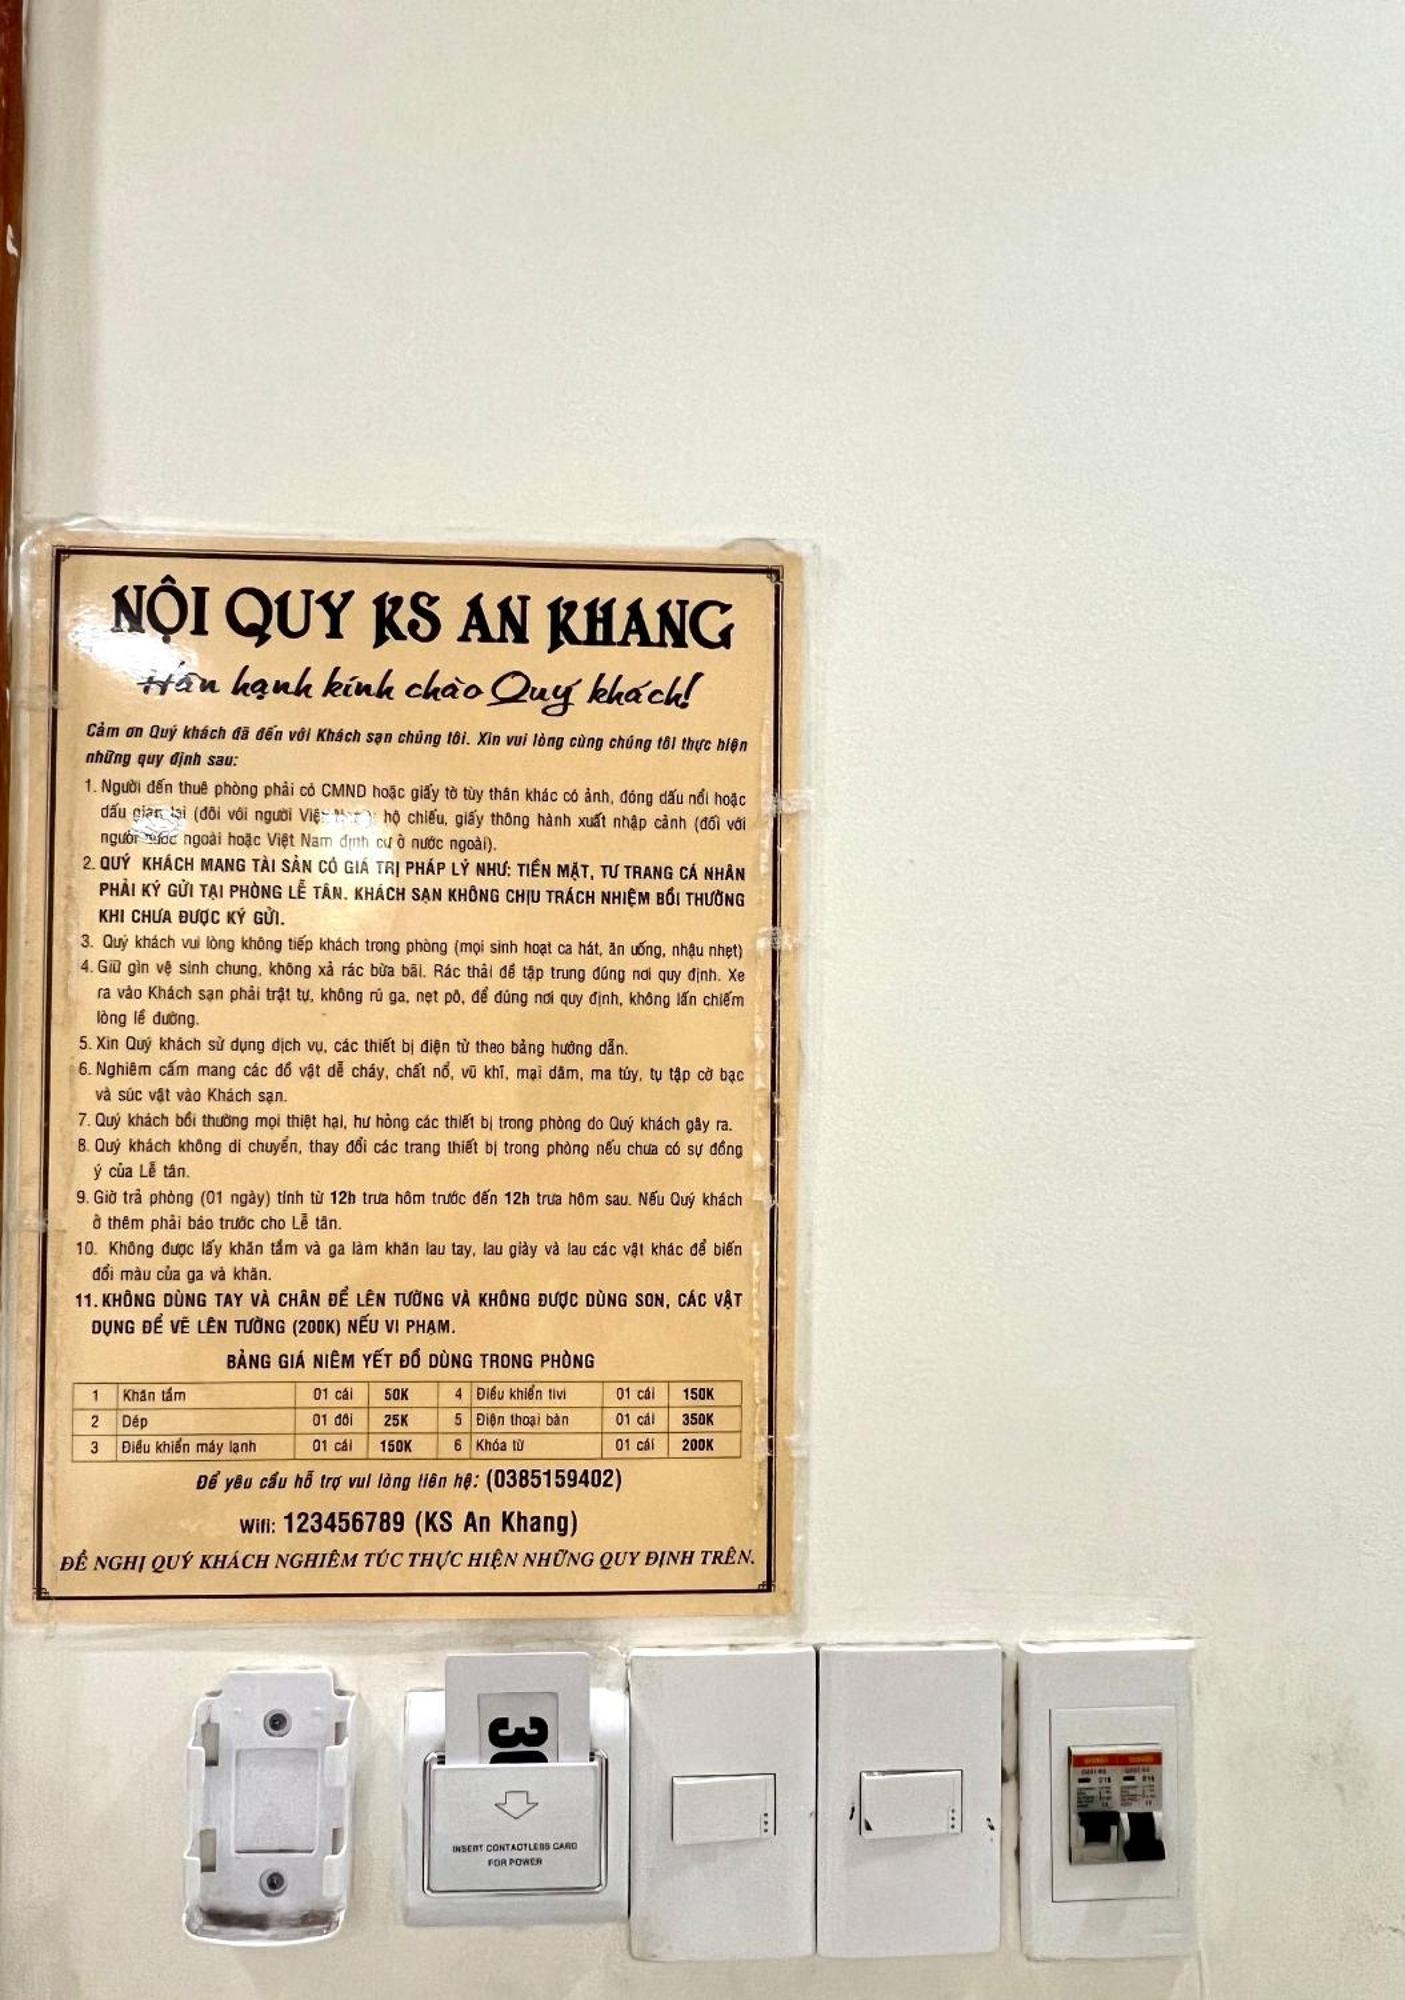 NỘI QUY KS AN KHANG
Hân hạnh kính chào Quý khách!
Cảm ơn Quý khách đã đến với Khách sạn chúng tôi. Xin vui lòng cùng chúng tôi thực hiện
những quy định sau:
1. Người đến thuê phòng phải có CMND hoặc giấy tờ tùy thân khác có ảnh, đóng dấu nổi hoặc
dấu giáp lai (đối với người Việt hộ chiếu, giấy thông hành xuất nhập cảnh (đối với
người nước ngoài hoặc Việt Nam định cư ở nước ngoài).
2. QUÝ KHÁCH MANG TÀI SẢN CÓ GIÁ TRỊ PHÁP LÝ NHƯ: TIỀN MẶT, TƯ TRANG CÁ NHÂN
PHẢI KÝ GỬI TẠI PHÒNG LỄ TÂN. KHÁCH SẠN KHÔNG CHỊU TRÁCH NHIỆM BỒI THƯỜNG
KHI CHƯA ĐƯỢC KÝ GỬI.
3. Quý khách vui lòng không tiếp khách trong phòng (mọi sinh hoạt ca hát, ăn uống, nhậu nhẹt)
4. Giữ gìn vệ sinh chung, không xả rác bừa bãi. Rác thải để tập trung đúng nơi quy định. Xe
ra vào Khách sạn phải trật tự, không rú ga, nẹt pô, để đúng nơi quy định, không lấn chiếm
lòng lề đường.
5. Xin Quý khách sử dụng dịch vụ, các thiết bị điện tử theo bảng hướng dẫn.
6. Nghiêm cấm mang các đồ vật dễ cháy, chất nổ, vũ khí, mại dâm, ma túy, tụ tập cờ bạc
và súc vật vào Khách sạn.
7. Quý khách bồi thường mọi thiệt hại, hư hỏng các thiết bị trong phòng do Quý khách gây ra.
8. Quý khách không di chuyển, thay đổi các trang thiết bị trong phòng nếu chưa có sự đồng
ý của Lễ tân.
9. Giờ trả phòng (01 ngày) tính từ 12h trưa hôm trước đến 12h trưa hôm sau. Nếu Quý khách
ở thêm phải báo trước cho Lễ tân.
10. Không được lấy khăn tắm và ga làm khăn lau tay, lau giày và lau các vật khác để biến
đổi màu của ga và khăn.
11. KHÔNG DÙNG TAY VÀ CHÂN ĐỂ LÊN TƯỜNG VÀ KHÔNG ĐƯỢC DÙNG SON, CÁC VẬT
DỤNG ĐỂ VẼ LÊN TƯỜNG (200K) NẾU VI PHẠM.
BẢNG GIÁ NIÊM YẾT ĐỒ DÙNG TRONG PHÒNG
1 Khăn tắm 01 cái 50K 4 Điều khiển tivi 01 cái 150K
2 Dép 01 đôi 25K 5 Điện thoại bàn 01 cái 350K
3 Điều khiển máy lạnh 01 cái 150K 6 Khóa từ 01 cái 200K
Để yêu cầu hỗ trợ vui lòng liên hệ: (0385159402)
Wifi: 123456789 (KS An Khang)
ĐỀ NGHỊ QUÝ KHÁCH NGHIÊM TÚC THỰC HIỆN NHỮNG QUY ĐỊNH TRÊN.
INSERT CONTACTLESS CARD
FOR POWER